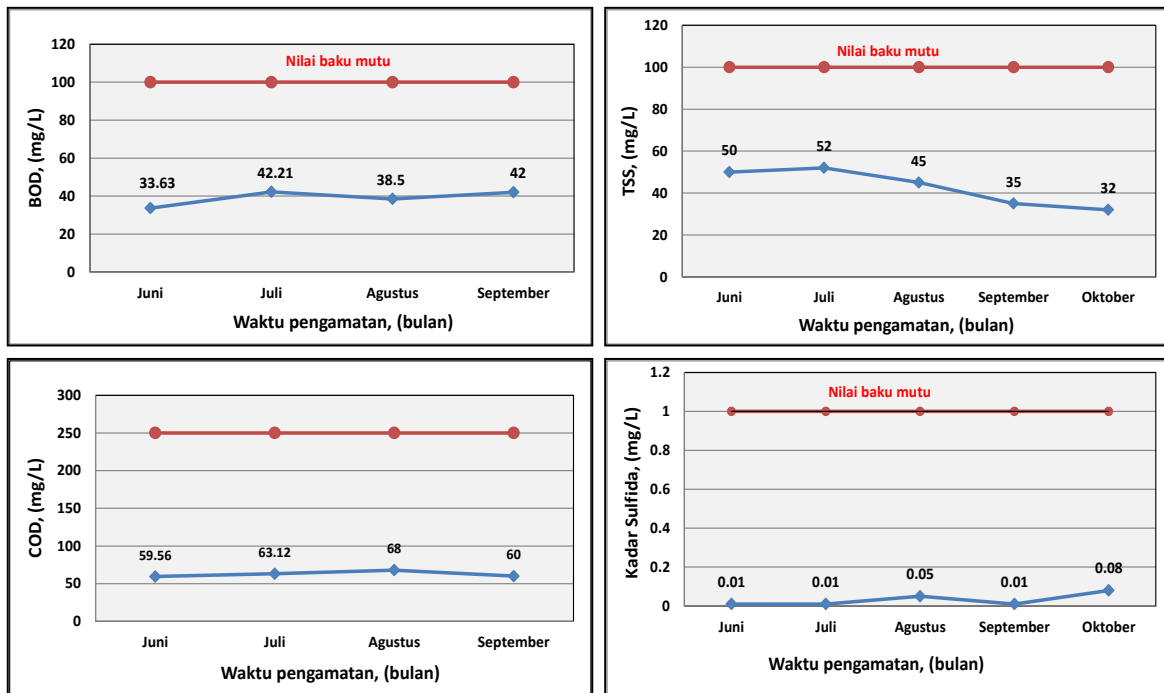 120
100
80
60
40
20
0
BOD, (mg/L)
Nilai baku mutu
33.63
42.21
38.5
42
Juni
Juli
Agustus
September
Waktu pengamatan, (bulan)
120
100
80
60
40
20
0
TSS, (mg/L)
Nilai baku mutu
50
52
45
35
32
Juni
Juli
Agustus
September
Oktober
Waktu pengamatan, (bulan)
300
250
200
150
100
50
0
COD, (mg/L)
59.56
63.12
68
60
Juni
Juli
Agustus
September
Waktu pengamatan, (bulan)
1.2
1
0.8
0.6
0.4
0.2
0
Kadar Sulfida, (mg/L)
Nilai baku mutu
0.01
0.01
0.05
0.01
0.08
Juni
Juli
Agustus
September
Oktober
Waktu pengamatan, (bulan)